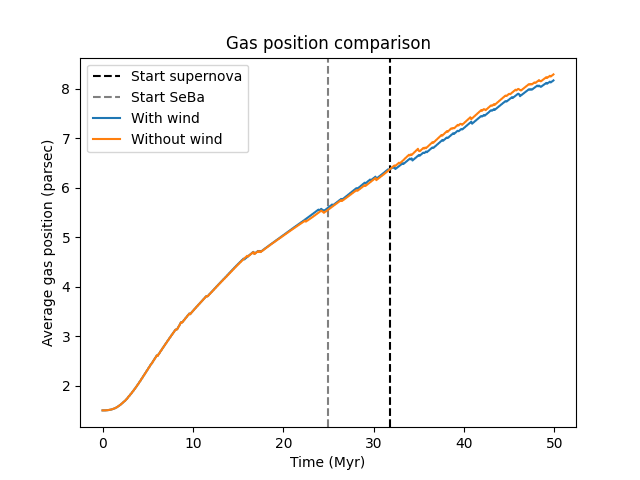 Gas position comparison
Start supernova
Start SeBa
With wind
Without wind
Average gas position (parsec)
8
7
6
5
4
3
2
0
10
20
30
40
50
Time (Myr)